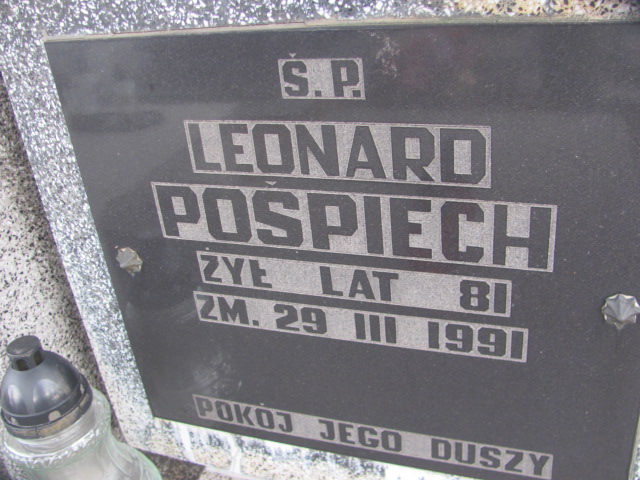 Ś.P.
LEONARD
POŚPIECH
ŻYŁ LAT 81
ZM. 29 III 1991
POKÓJ JEGO DUSZY